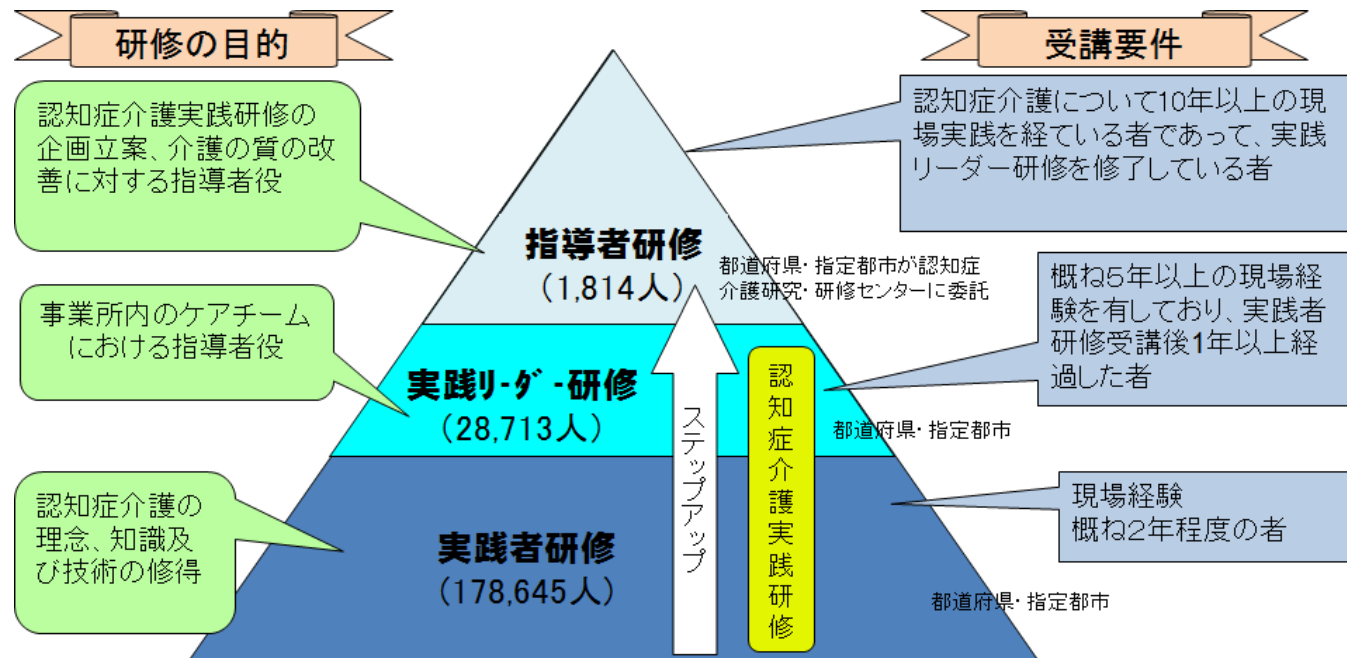 研修の目的
受講要件
認知症介護実践研修の
企画立案、介護の質の改
善に対する指導者役
認知症介護について10年以上の現
場実践を経ている者であって、実践
リーダー研修を修了している者
指導者研修
(1,814人)
都道府県・指定都市が認知症
介護研究・研修センターに委託
事業所内のケアチーム
における指導者役
概ね5年以上の現場経
験を有しており、実践者
研修受講後1年以上経
過した者
実践リーダー研修
(28,713人)
都道府県・指定都市
ステップアップ
認知症介護実践研修
認知症介護の
理念、知識及
び技術の修得
現場経験
概ね2年程度の者
実践者研修
(178,645人)
都道府県・指定都市